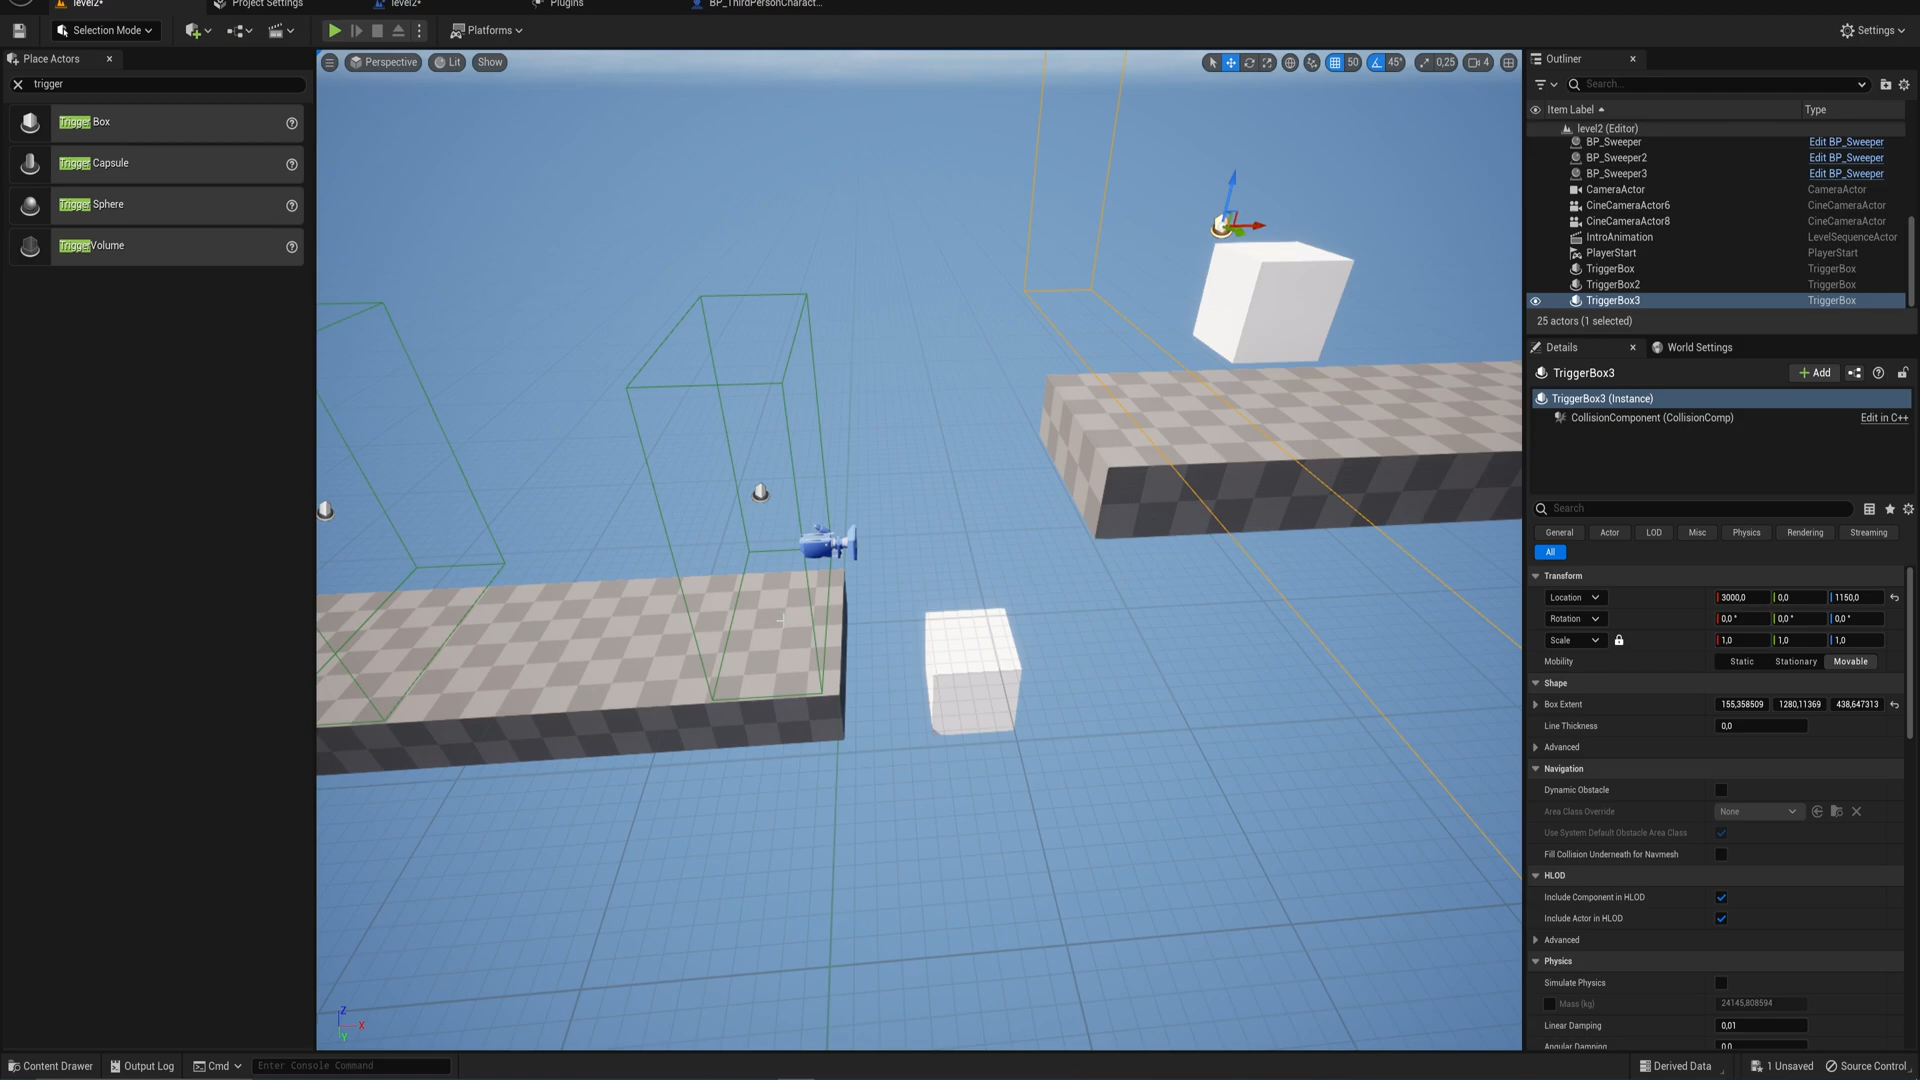 level2*
Project Settings
level2*
Plugins
BP_ThirdPersonCharact...
Selection Mode
Platforms
Settings
Place Actors
trigger
Trigger Box
Trigger Capsule
Trigger Sphere
TriggerVolume
Perspective
Lit
Show
50
45°
0,25
4
Outliner
Search...
Item Label
Type
level2 (Editor)
BP_Sweeper Edit BP_Sweeper
BP_Sweeper2 Edit BP_Sweeper
BP_Sweeper3 Edit BP_Sweeper
CameraActor CameraActor
CineCameraActor6 CineCameraActor
CineCameraActor8 CineCameraActor
IntroAnimation LevelSequenceActor
PlayerStart PlayerStart
TriggerBox TriggerBox
TriggerBox2 TriggerBox
TriggerBox3 TriggerBox
25 actors (1 selected)
Details
World Settings
TriggerBox3
Add
TriggerBox3 (Instance)
CollisionComponent (CollisionComp) Edit in C++
Search
General Actor LOD Misc Physics Rendering Streaming
All
Transform
Location 3000,0 0,0 1150,0
Rotation 0,0 ° 0,0 ° 0,0 °
Scale 1,0 1,0 1,0
Mobility Static Stationary Movable
Shape
Box Extent 155,358509 1280,11369 438,647313
Line Thickness 0,0
Advanced
Navigation
Dynamic Obstacle
Area Class Override None
Use System Default Obstacle Area Class
Fill Collision Underneath for Navmesh
HLOD
Include Component in HLOD
Include Actor in HLOD
Advanced
Physics
Simulate Physics
Mass (kg) 24145,808594
Linear Damping 0,01
Angular Damping 0,0
Z
X
Y
Content Drawer
Output Log
Cmd
Enter Console Command
Derived Data
1 Unsaved
Source Control